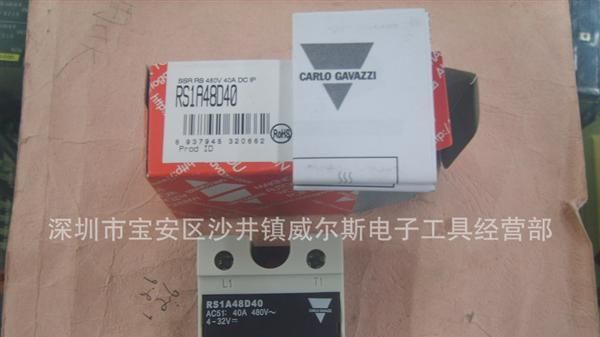 SSR RS 480V 40A DC IP
RS1A48D40
6 937945 320662
Prod ID
RoHS
CARLO GAVAZZI
深圳市宝安区沙井镇威尔斯电子工具经营部
L1
T1
RS1A48D40
AC51: 40A 480V~
4-32V